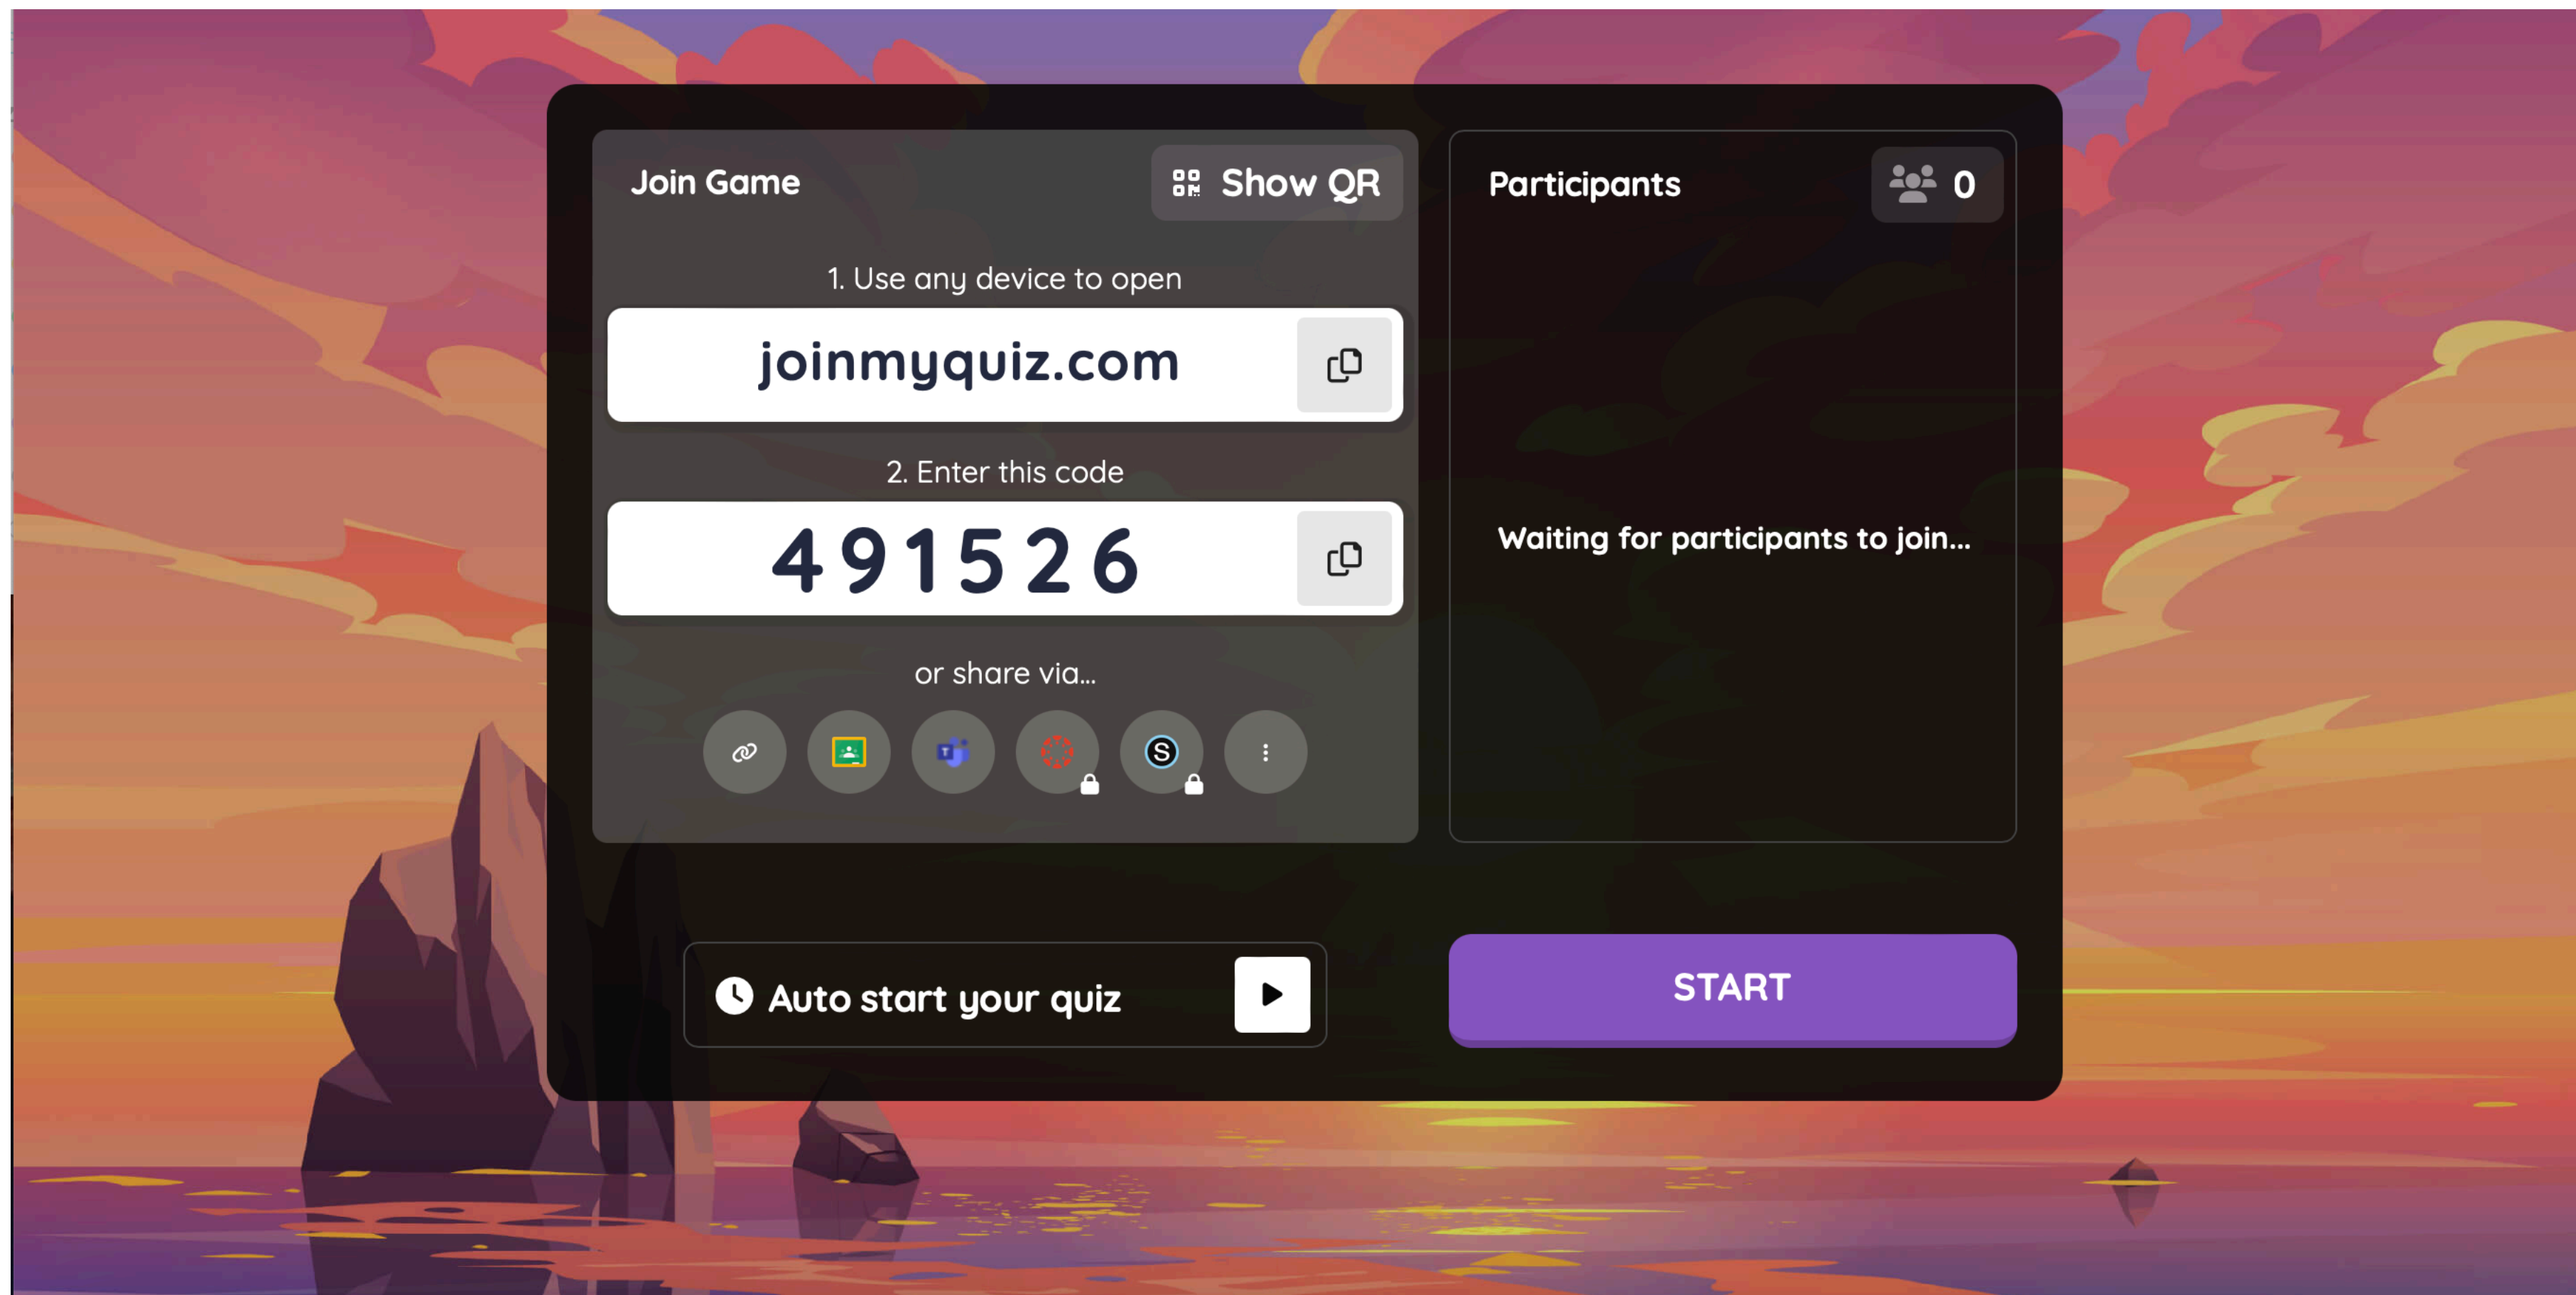 Join Game
Show QR
1. Use any device to open
joinmyquiz.com
2. Enter this code
491526
or share via...
T
S
Participants
0
Waiting for participants to join...
Auto start your quiz
START